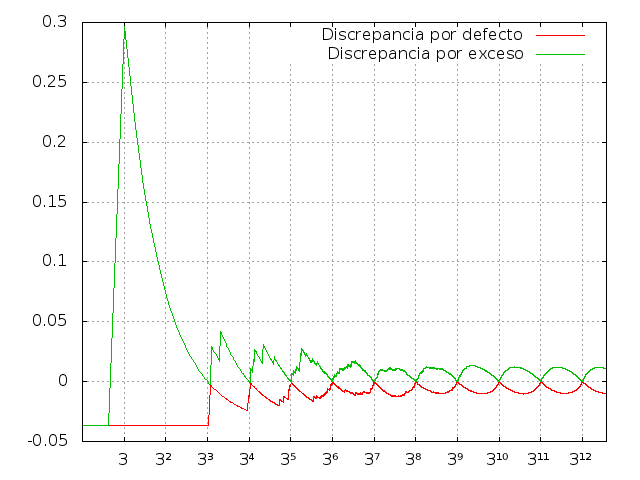 0.3
Discrepancia por defecto
Discrepancia por exceso
0.25
0.2
0.15
0.1
0.05
0
-0.05
3 3² 3³ 3⁴ 3⁵ 3⁶ 3⁷ 3⁸ 3⁹ 3¹⁰ 3¹¹ 3¹²